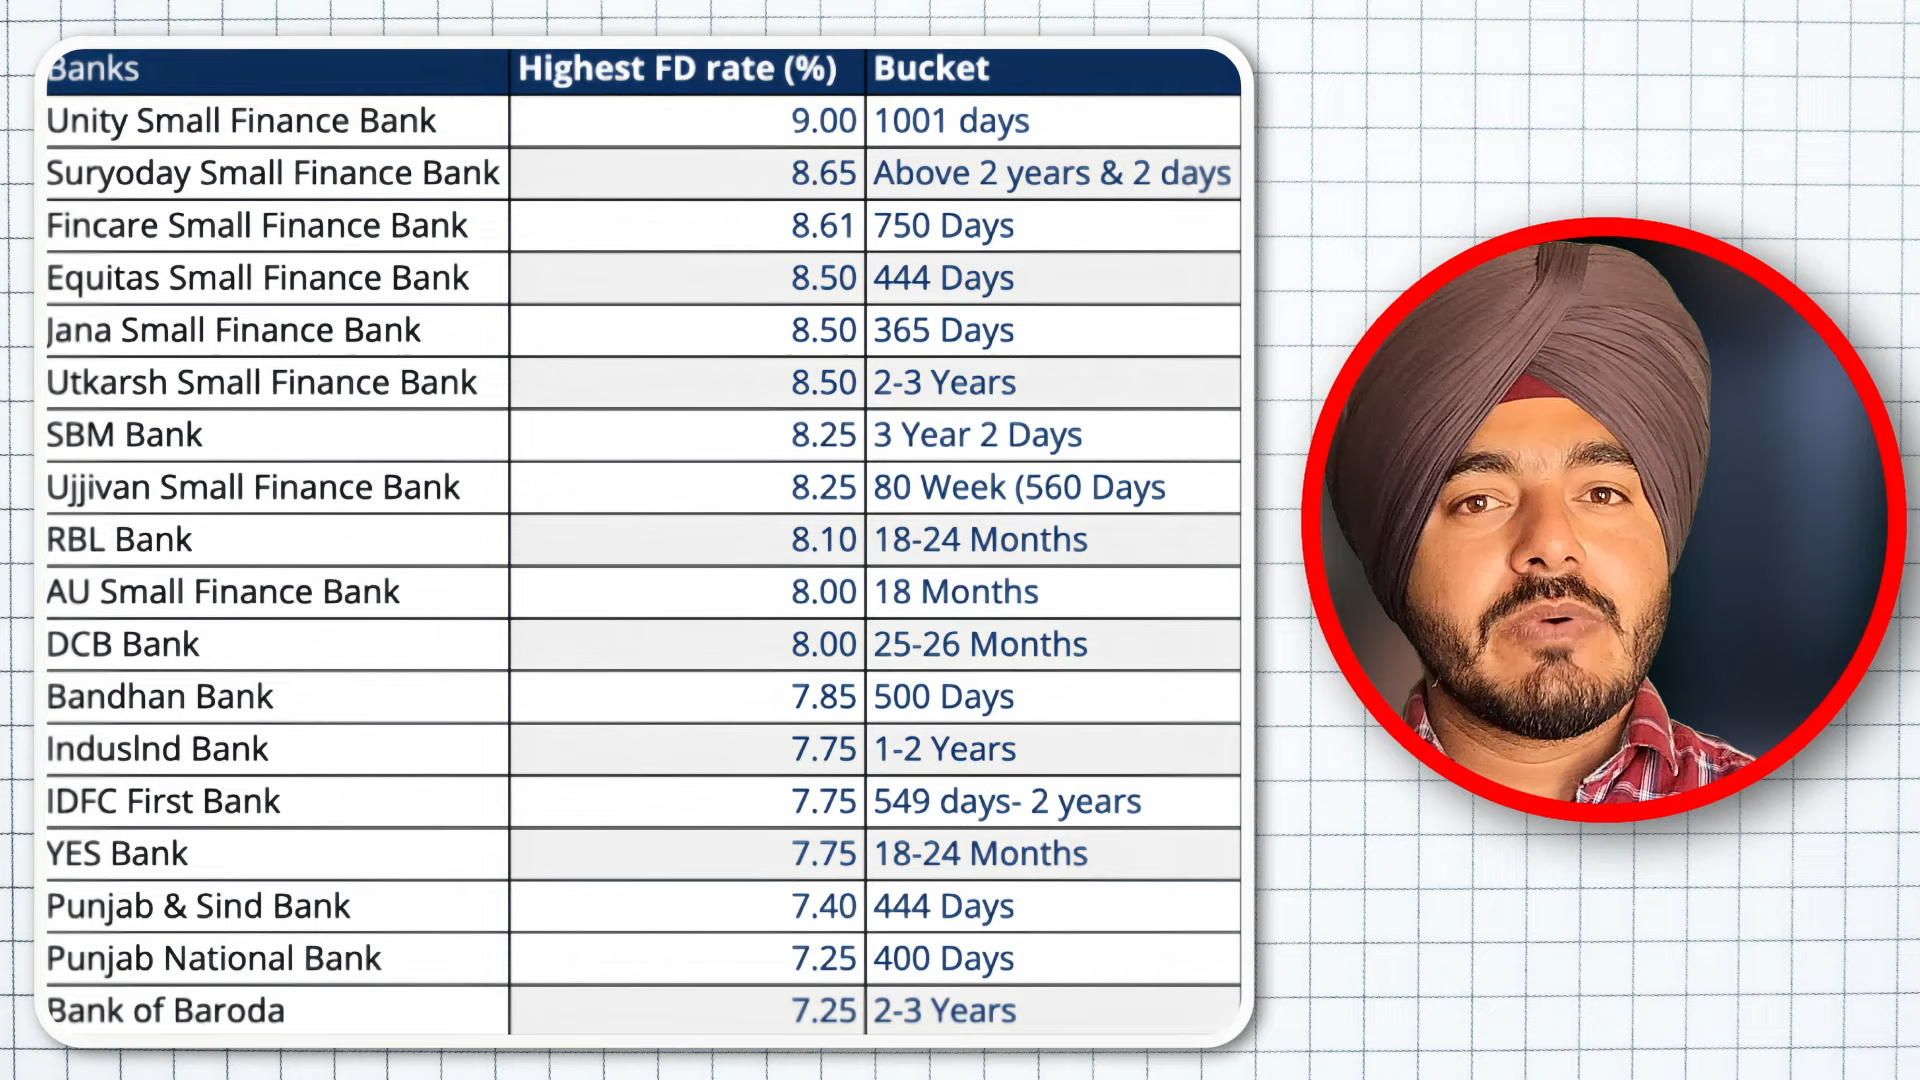 Banks Highest FD rate (%) Bucket
Unity Small Finance Bank 9.00 1001 days
Suryoday Small Finance Bank 8.65 Above 2 years & 2 days
Fincare Small Finance Bank 8.61 750 Days
Equitas Small Finance Bank 8.50 444 Days
Jana Small Finance Bank 8.50 365 Days
Utkarsh Small Finance Bank 8.50 2-3 Years
SBM Bank 8.25 3 Year 2 Days
Ujjivan Small Finance Bank 8.25 80 Week (560 Days
RBL Bank 8.10 18-24 Months
AU Small Finance Bank 8.00 18 Months
DCB Bank 8.00 25-26 Months
Bandhan Bank 7.85 500 Days
IndusInd Bank 7.75 1-2 Years
IDFC First Bank 7.75 549 days- 2 years
YES Bank 7.75 18-24 Months
Punjab & Sind Bank 7.40 444 Days
Punjab National Bank 7.25 400 Days
Bank of Baroda 7.25 2-3 Years